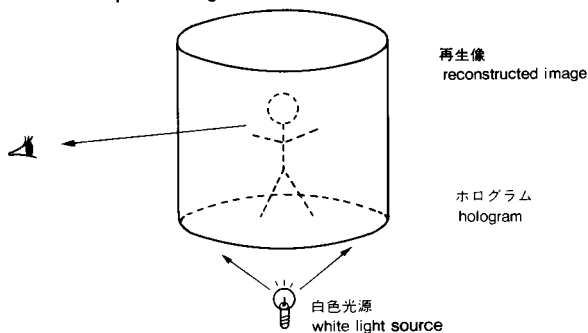 再生像
reconstructed image
ホログラム
hologram
白色光源
white light source